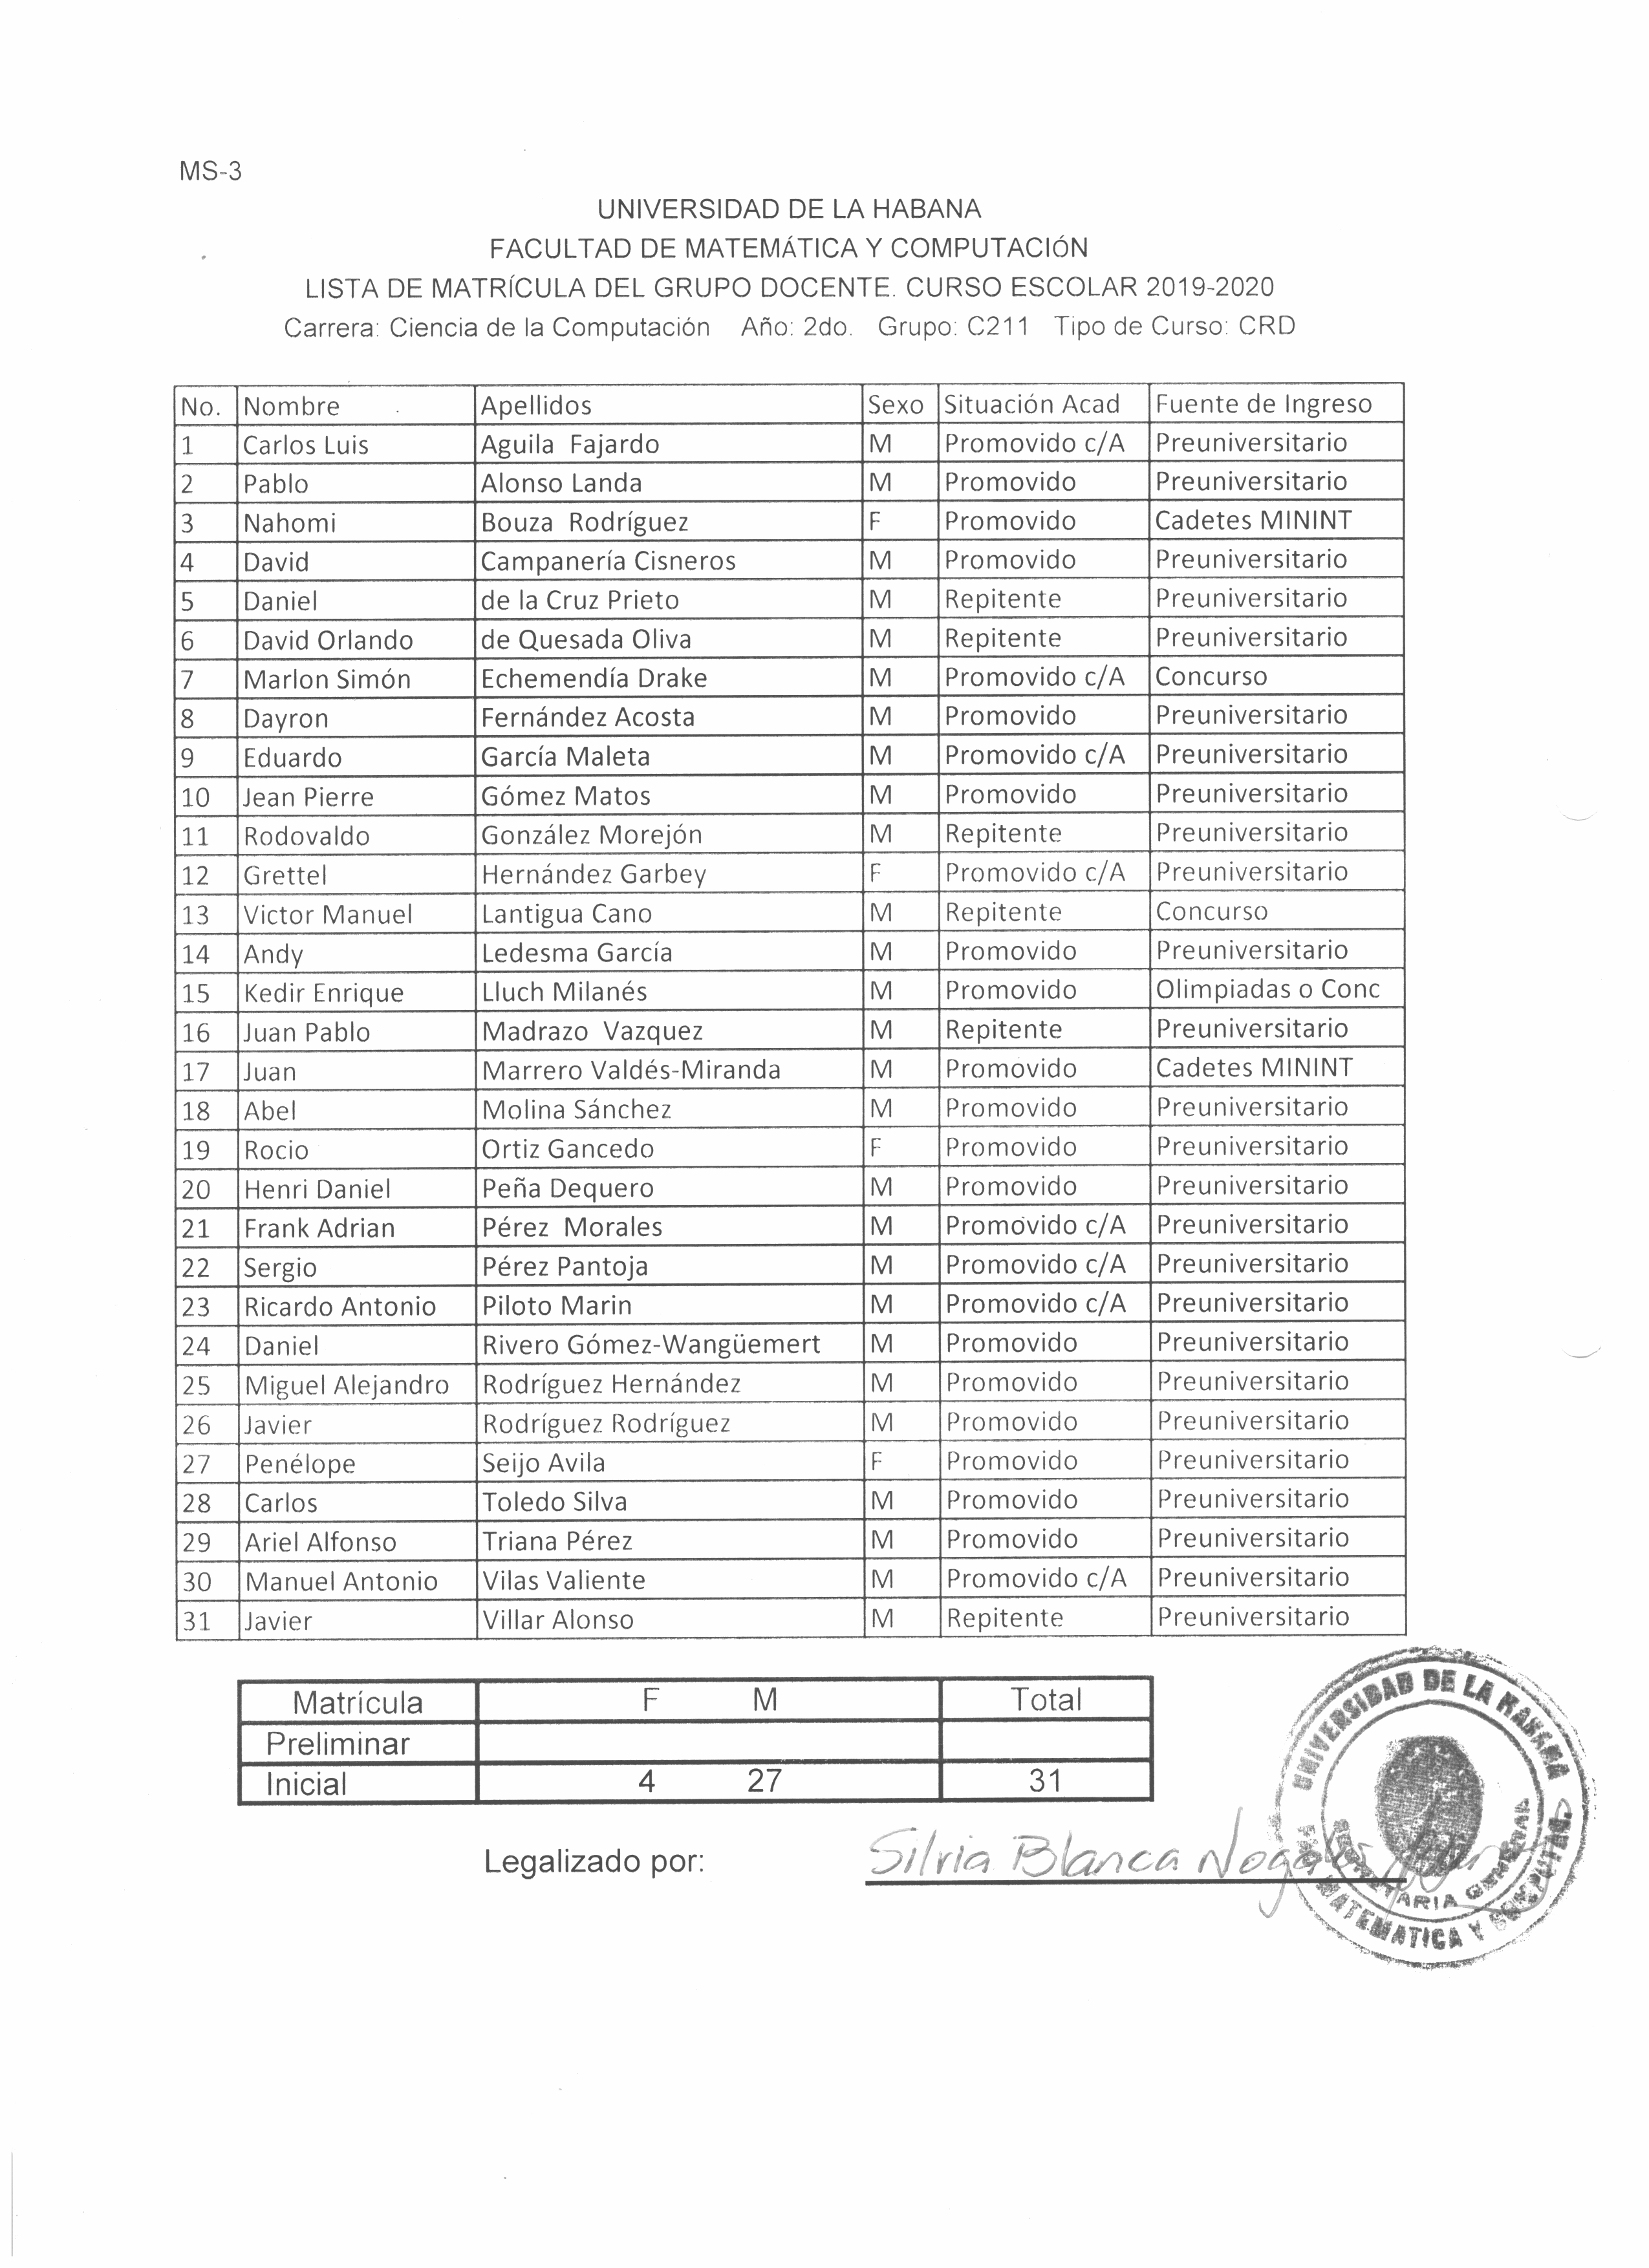 MS-3
UNIVERSIDAD DE LA HABANA
FACULTAD DE MATEMÁTICA Y COMPUTACIÓN
LISTA DE MATRÍCULA DEL GRUPO DOCENTE. CURSO ESCOLAR 2019-2020
Carrera: Ciencia de la Computación Año: 2do. Grupo: C211 Tipo de Curso: CRD
No. Nombre Apellidos Sexo Situación Acad Fuente de Ingreso
1 Carlos Luis Aguila Fajardo M Promovido c/A Preuniversitario
2 Pablo Alonso Landa M Promovido Preuniversitario
3 Nahomi Bouza Rodríguez F Promovido Cadetes MININT
4 David Campanería Cisneros M Promovido Preuniversitario
5 Daniel de la Cruz Prieto M Repitente Preuniversitario
6 David Orlando de Quesada Oliva M Repitente Preuniversitario
7 Marlon Simón Echemendía Drake M Promovido c/A Concurso
8 Dayron Fernández Acosta M Promovido Preuniversitario
9 Eduardo García Maleta M Promovido c/A Preuniversitario
10 Jean Pierre Gómez Matos M Promovido Preuniversitario
11 Rodovaldo González Morejón M Repitente Preuniversitario
12 Grettel Hernández Garbey F Promovido c/A Preuniversitario
13 Victor Manuel Lantigua Cano M Repitente Concurso
14 Andy Ledesma García M Promovido Preuniversitario
15 Kedir Enrique Lluch Milanés M Promovido Olimpiadas o Conc
16 Juan Pablo Madrazo Vazquez M Repitente Preuniversitario
17 Juan Marrero Valdés-Miranda M Promovido Cadetes MININT
18 Abel Molina Sánchez M Promovido Preuniversitario
19 Rocio Ortiz Gancedo F Promovido Preuniversitario
20 Henri Daniel Peña Dequero M Promovido Preuniversitario
21 Frank Adrian Pérez Morales M Promovido c/A Preuniversitario
22 Sergio Pérez Pantoja M Promovido c/A Preuniversitario
23 Ricardo Antonio Piloto Marin M Promovido c/A Preuniversitario
24 Daniel Rivero Gómez-Wangüemert M Promovido Preuniversitario
25 Miguel Alejandro Rodríguez Hernández M Promovido Preuniversitario
26 Javier Rodríguez Rodríguez M Promovido Preuniversitario
27 Penélope Seijo Avila F Promovido Preuniversitario
28 Carlos Toledo Silva M Promovido Preuniversitario
29 Ariel Alfonso Triana Pérez M Promovido Preuniversitario
30 Manuel Antonio Vilas Valiente M Promovido c/A Preuniversitario
31 Javier Villar Alonso M Repitente Preuniversitario
Matrícula F M Total
Preliminar
Inicial 4 27 31
Legalizado por: Silvia Blanca
UNIVERSIDAD DE LA HABANA
MATEMATICA Y